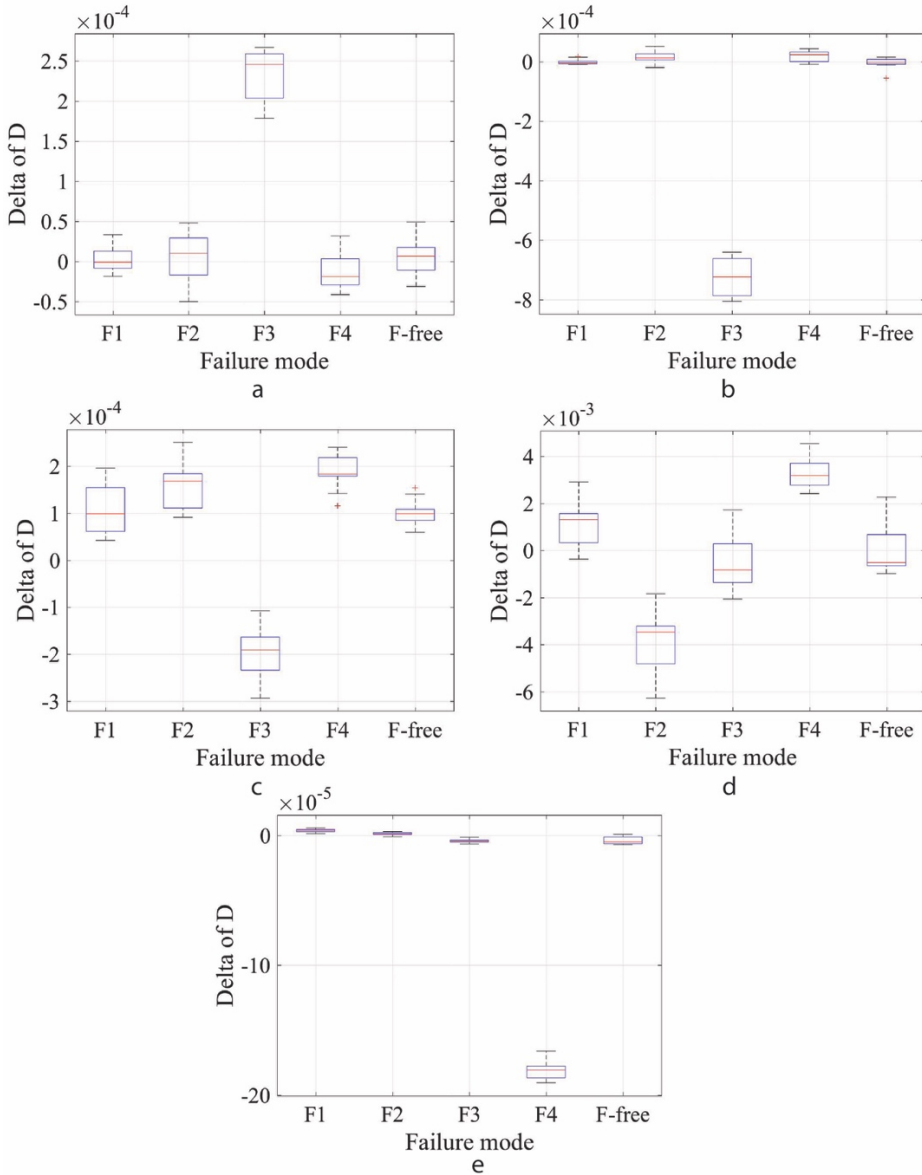 ×10⁻⁴
2.5
2
1
0.5
0
-0.5
Delta of D
F1 F2 F3 F4 F-free
Failure mode
a
×10⁻⁴
0
-2
-4
-6
-8
Delta of D
F1 F2 F3 F4 F-free
Failure mode
b
×10⁻⁴
2
1
0
-1
-2
-3
Delta of D
F1 F2 F3 F4 F-free
Failure mode
c
×10⁻³
4
2
0
-2
-4
-6
Delta of D
F1 F2 F3 F4 F-free
Failure mode
d
×10⁻⁵
0
-10
-20
Delta of D
F1 F2 F3 F4 F-free
Failure mode
e